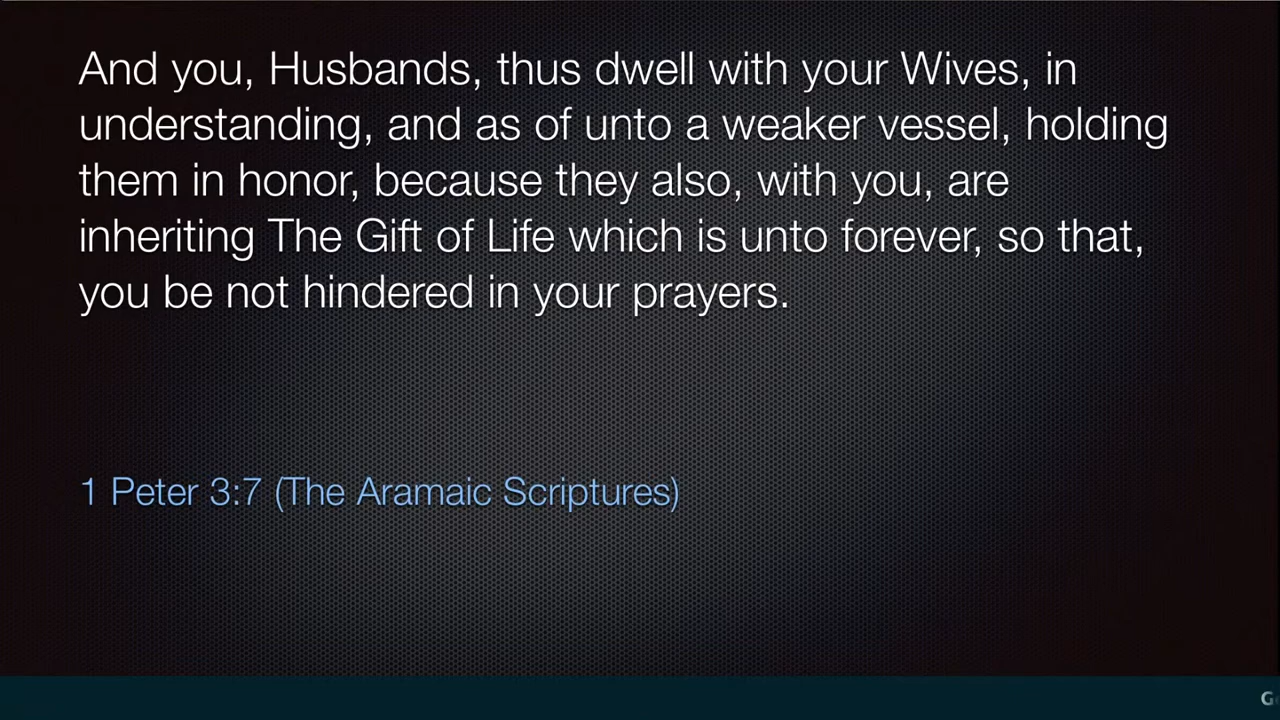 And you, Husbands, thus dwell with your Wives, in
understanding, and as of unto a weaker vessel, holding
them in honor, because they also, with you, are
inheriting The Gift of Life which is unto forever, so that,
you be not hindered in your prayers.
1 Peter 3:7 (The Aramaic Scriptures)
G